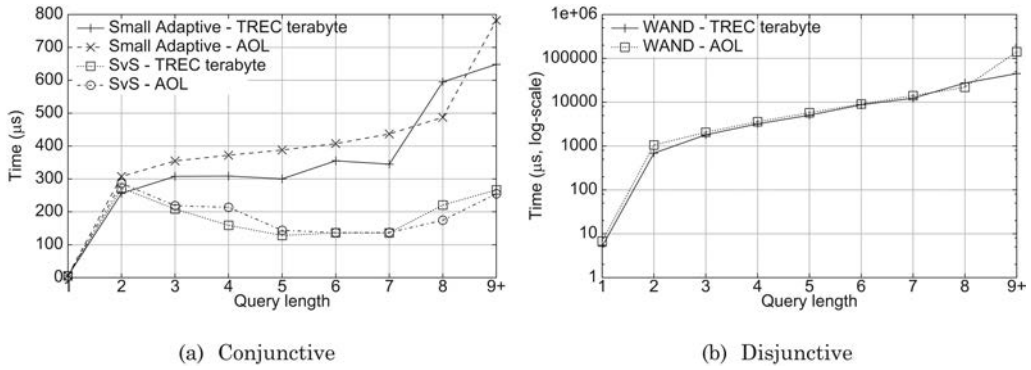 800
700
600
500
400
300
200
100
0
Time (µs)
Small Adaptive - TREC terabyte
Small Adaptive - AOL
SvS - TREC terabyte
SvS - AOL
1 2 3 4 5 6 7 8 9+
Query length
(a) Conjunctive
1e+06
100000
10000
1000
100
10
1
Time (µs, log-scale)
WAND - TREC terabyte
WAND - AOL
1 2 3 4 5 6 7 8 9+
Query length
(b) Disjunctive